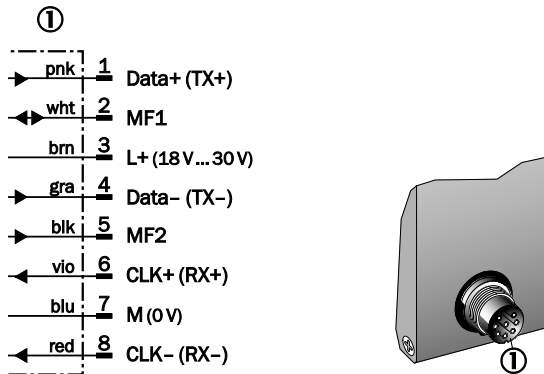 ①
pnk 1 Data+ (TX+)
wht 2 MF1
brn 3 L+ (18 V... 30 V)
gra 4 Data– (TX–)
blk 5 MF2
vio 6 CLK+ (RX+)
blu 7 M (0 V)
red 8 CLK– (RX–)
①